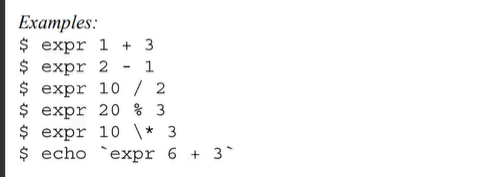 Examples:
$ expr 1 + 3
$ expr 2 - 1
$ expr 10 / 2
$ expr 20 % 3
$ expr 10 \* 3
$ echo `expr 6 + 3`